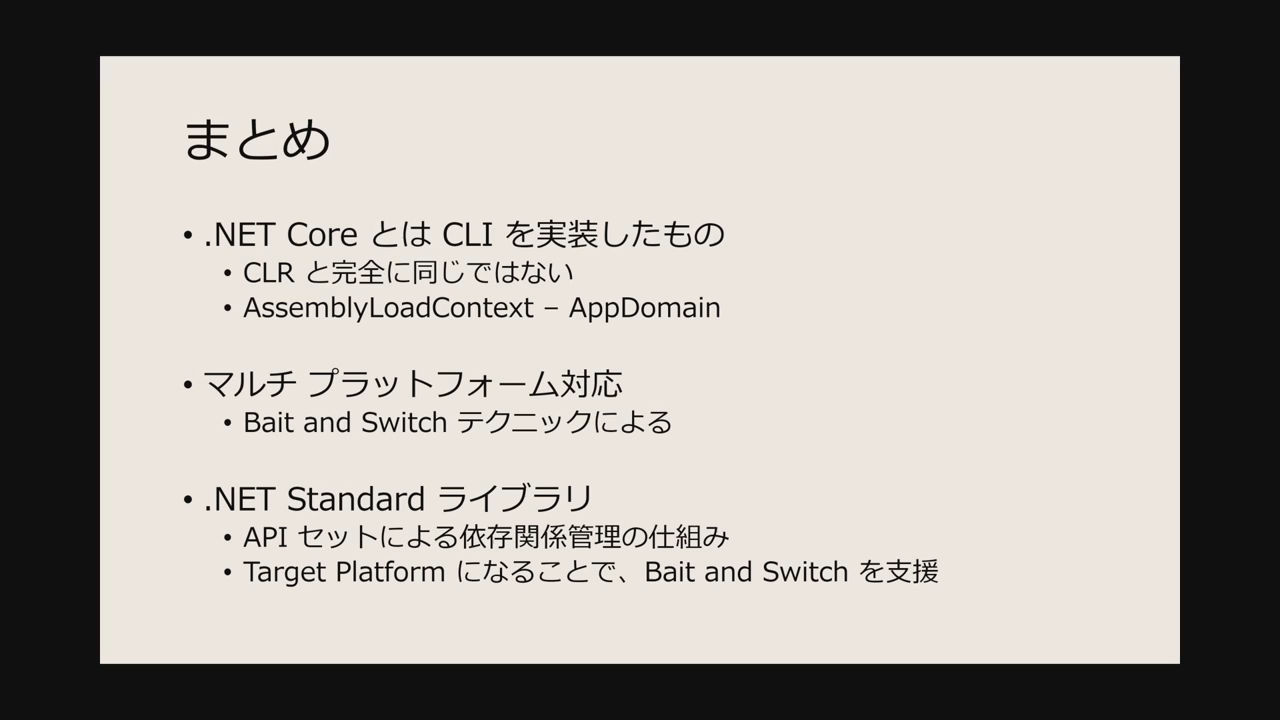 まとめ
• .NET Core とは CLI を実装したもの
• CLR と完全に同じではない
• AssemblyLoadContext – AppDomain
• マルチ プラットフォーム対応
• Bait and Switch テクニックによる
• .NET Standard ライブラリ
• API セットによる依存関係管理の仕組み
• Target Platform になることで、Bait and Switch を支援